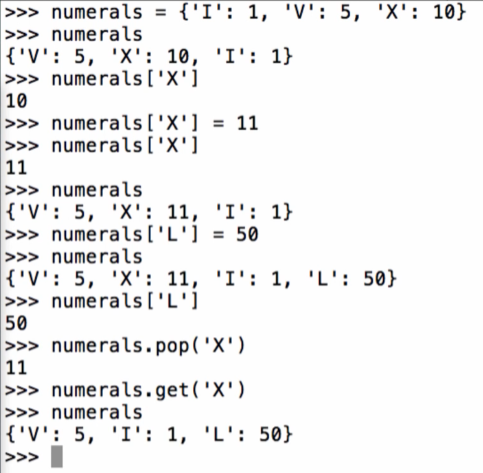 >>> numerals = {'I': 1, 'V': 5, 'X': 10}
>>> numerals
{'V': 5, 'X': 10, 'I': 1}
>>> numerals['X']
10
>>> numerals['X'] = 11
>>> numerals['X']
11
>>> numerals
{'V': 5, 'X': 11, 'I': 1}
>>> numerals['L'] = 50
>>> numerals
{'V': 5, 'X': 11, 'I': 1, 'L': 50}
>>> numerals['L']
50
>>> numerals.pop('X')
11
>>> numerals.get('X')
>>> numerals
{'V': 5, 'I': 1, 'L': 50}
>>>